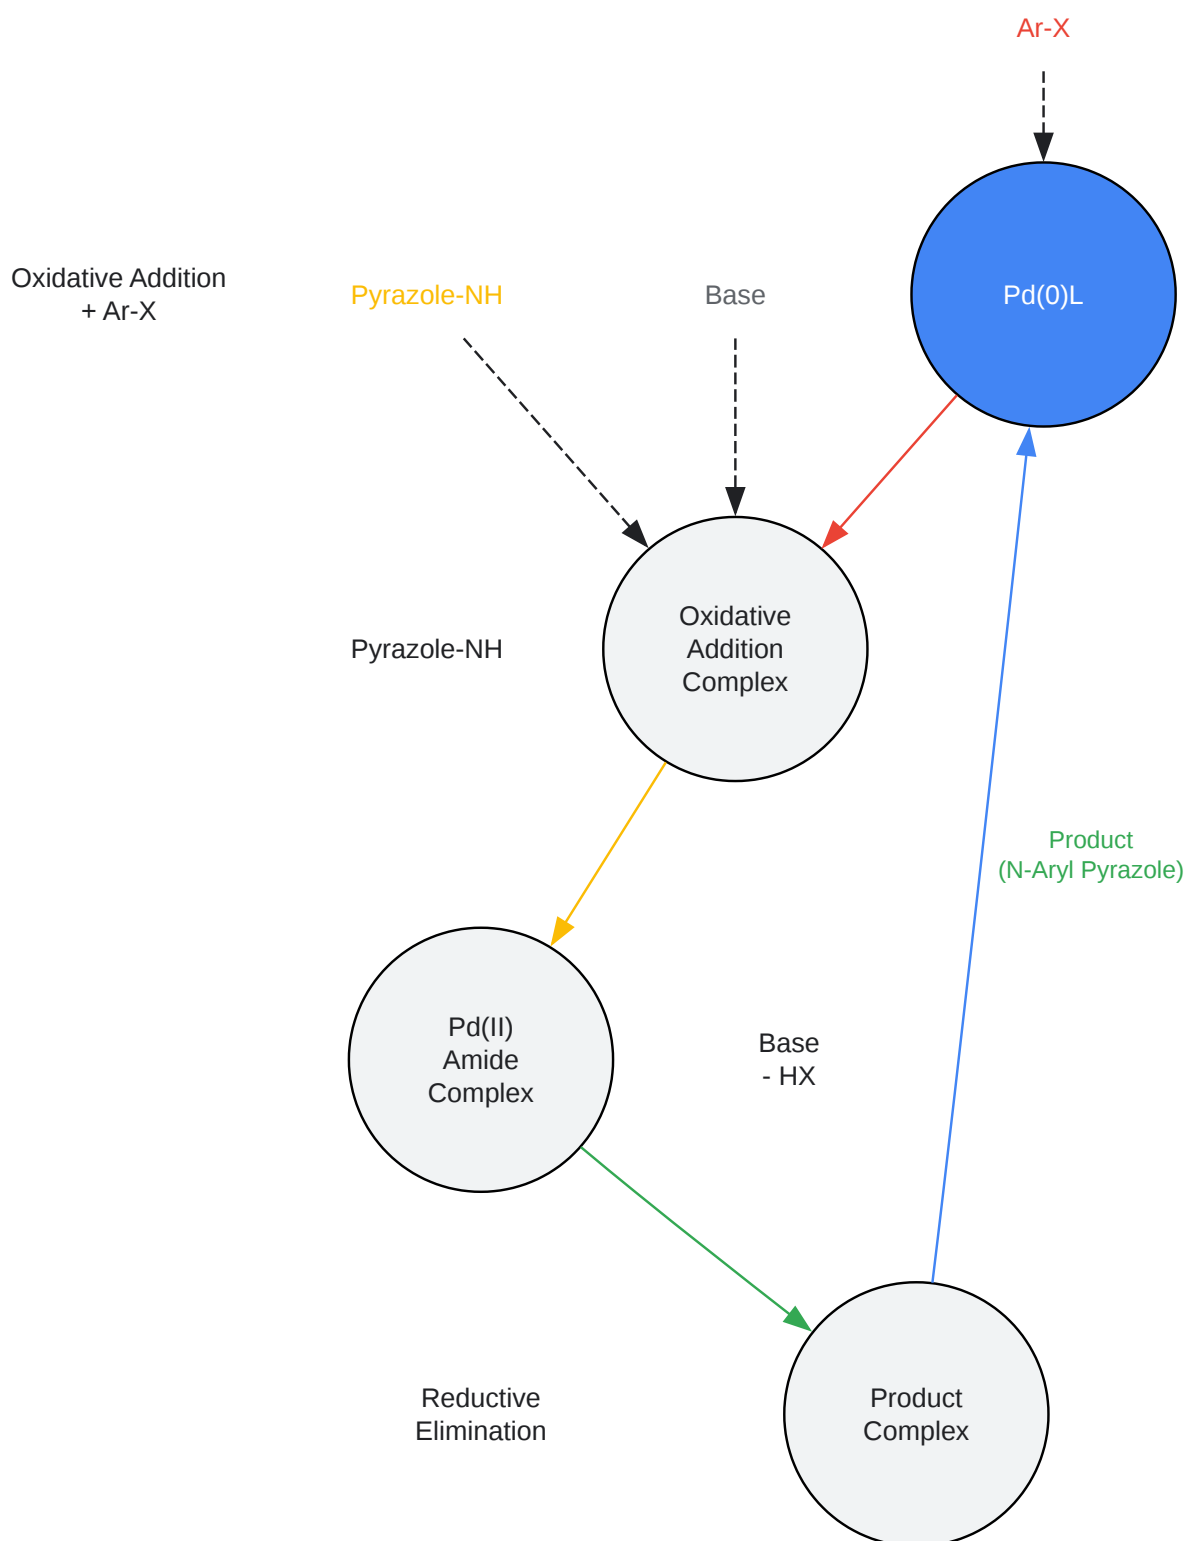 Ar-X
Oxidative Addition
+ Ar-X
Pyrazole-NH
Base
Pd(0)L
Oxidative
Addition
Complex
Pyrazole-NH
Product
(N-Aryl Pyrazole)
Pd(II)
Amide
Complex
Base
- HX
Reductive
Elimination
Product
Complex